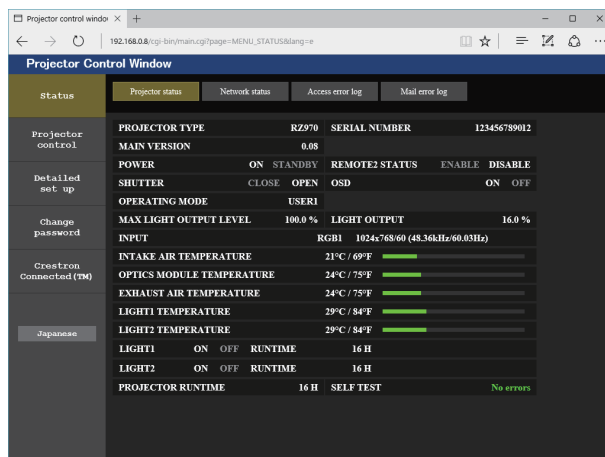 Projector control windo
192.168.0.8/cgi-bin/main.cgi?page=MENU_STATUS&lang=e
Projector Control Window
Status
Projector status Network status Access error log Mail error log
Projector control
Detailed set up
Change password
Crestron Connected(TM)
Japanese
PROJECTOR TYPE RZ970 SERIAL NUMBER 123456789012
MAIN VERSION 0.08
POWER ON STANDBY REMOTE2 STATUS ENABLE DISABLE
SHUTTER CLOSE OPEN OSD ON OFF
OPERATING MODE USER1
MAX LIGHT OUTPUT LEVEL 100.0 % LIGHT OUTPUT 16.0 %
INPUT RGB1 1024x768/60 (48.36kHz/60.03Hz)
INTAKE AIR TEMPERATURE 21°C / 69°F
OPTICS MODULE TEMPERATURE 24°C / 75°F
EXHAUST AIR TEMPERATURE 24°C / 75°F
LIGHT1 TEMPERATURE 29°C / 84°F
LIGHT2 TEMPERATURE 29°C / 84°F
LIGHT1 ON OFF RUNTIME 16 H
LIGHT2 ON OFF RUNTIME 16 H
PROJECTOR RUNTIME 16 H SELF TEST No errors